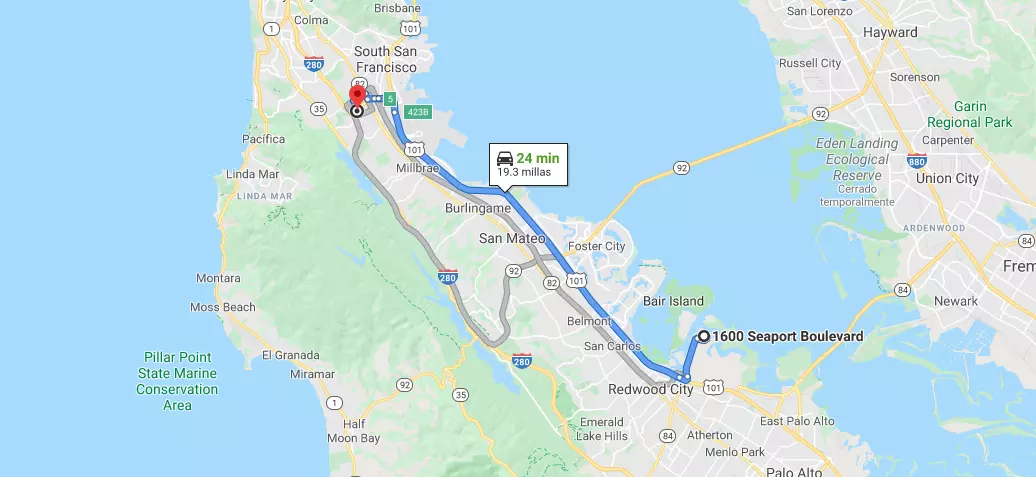 Brisbane
San Lorenzo
1
Colma
101
Hayward
South San
Francisco
280
Russell City
Sorenson
82
5
35
423B
92
Garin
Regional Park
Carpenter
Pacífica
101
Eden Landing
Ecological
Reserve
Cerrado
temporalmente
880
Union City
24 min
19.3 millas
Millbrae
92
Linda Mar
LINDA MAR
Burlingame
ARDENWOOD
San Mateo
Foster City
84
Montara
280
92
82
101
Frem
84
Moss Beach
Bair Island
Newark
Belmont
1600 Seaport Boulevard
San Carlos
Pillar Point
State Marine
Conservation
Area
El Granada
Miramar
280
92
35
Redwood City
101
1
Half
Moon Bay
Emerald
Lake Hills
84
Atherton
East Palo Alto
Menlo Park
Palo Alto